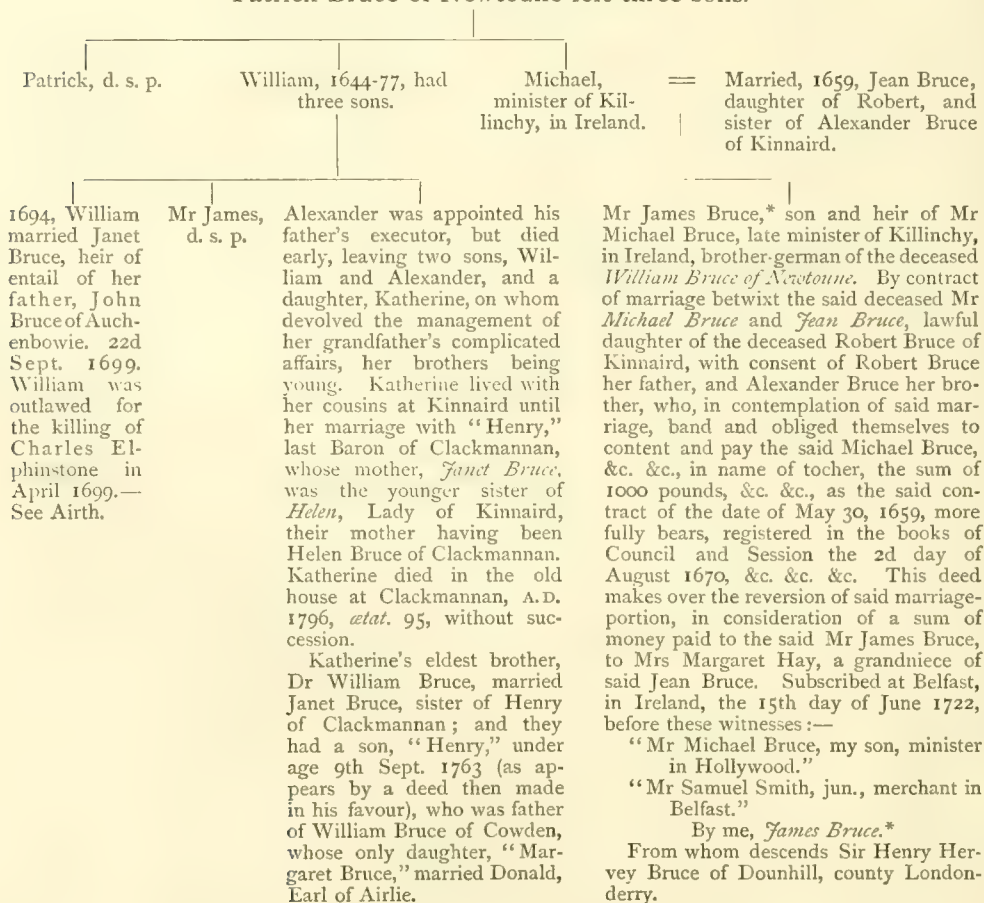 Patrick, d. s. p.
William, 1644-77, had
three sons.
Michael,
minister of Kil-
linchy, in Ireland.
=
Married, 1659, Jean Bruce,
daughter of Robert, and
sister of Alexander Bruce
of Kinnaird.
1694, William
married Janet
Bruce, heir of
entail of her
father, John
Bruce of Auch-
enbowie. 22d
Sept. 1699.
William was
outlawed for
the killing of
Charles El-
phinstone in
April 1699.—
See Airth.
Mr James,
d. s. p.
Alexander was appointed his
father's executor, but died
early, leaving two sons, Wil-
liam and Alexander, and a
daughter, Katherine, on whom
devolved the management of
her grandfather's complicated
affairs, her brothers being
young. Katherine lived with
her cousins at Kinnaird until
her marriage with "Henry,"
last Baron of Clackmannan,
whose mother, Janet Bruce,
was the younger sister of
Helen, Lady of Kinnaird,
their mother having been
Helen Bruce of Clackmannan.
Katherine died in the old
house at Clackmannan, A.D.
1796, ætat. 95, without suc-
cession.
Katherine's eldest brother,
Dr William Bruce, married
Janet Bruce, sister of Henry
of Clackmannan; and they
had a son, "Henry," under
age 9th Sept. 1763 (as ap-
pears by a deed then made
in his favour), who was father
of William Bruce of Cowden,
whose only daughter, "Mar-
garet Bruce," married Donald,
Earl of Airlie.
Mr James Bruce,* son and heir of Mr
Michael Bruce, late minister of Killinchy,
in Ireland, brother-german of the deceased
William Bruce of Newtoune. By contract
of marriage betwixt the said deceased Mr
Michael Bruce and Jean Bruce, lawful
daughter of the deceased Robert Bruce of
Kinnaird, with consent of Robert Bruce
her father, and Alexander Bruce her bro-
ther, who, in contemplation of said mar-
riage, band and obliged themselves to
content and pay the said Michael Bruce,
&c. &c., in name of tocher, the sum of
1000 pounds, &c. &c., as the said con-
tract of the date of May 30, 1659, more
fully bears, registered in the books of
Council and Session the 2d day of
August 1670, &c. &c. &c. This deed
makes over the reversion of said marriage-
portion, in consideration of a sum of
money paid to the said Mr James Bruce,
to Mrs Margaret Hay, a grandniece of
said Jean Bruce. Subscribed at Belfast,
in Ireland, the 15th day of June 1722,
before these witnesses:—
"Mr Michael Bruce, my son, minister
in Hollywood."
"Mr Samuel Smith, jun., merchant in
Belfast."
By me, James Bruce.*
From whom descends Sir Henry Her-
vey Bruce of Dounhill, county London-
derry.